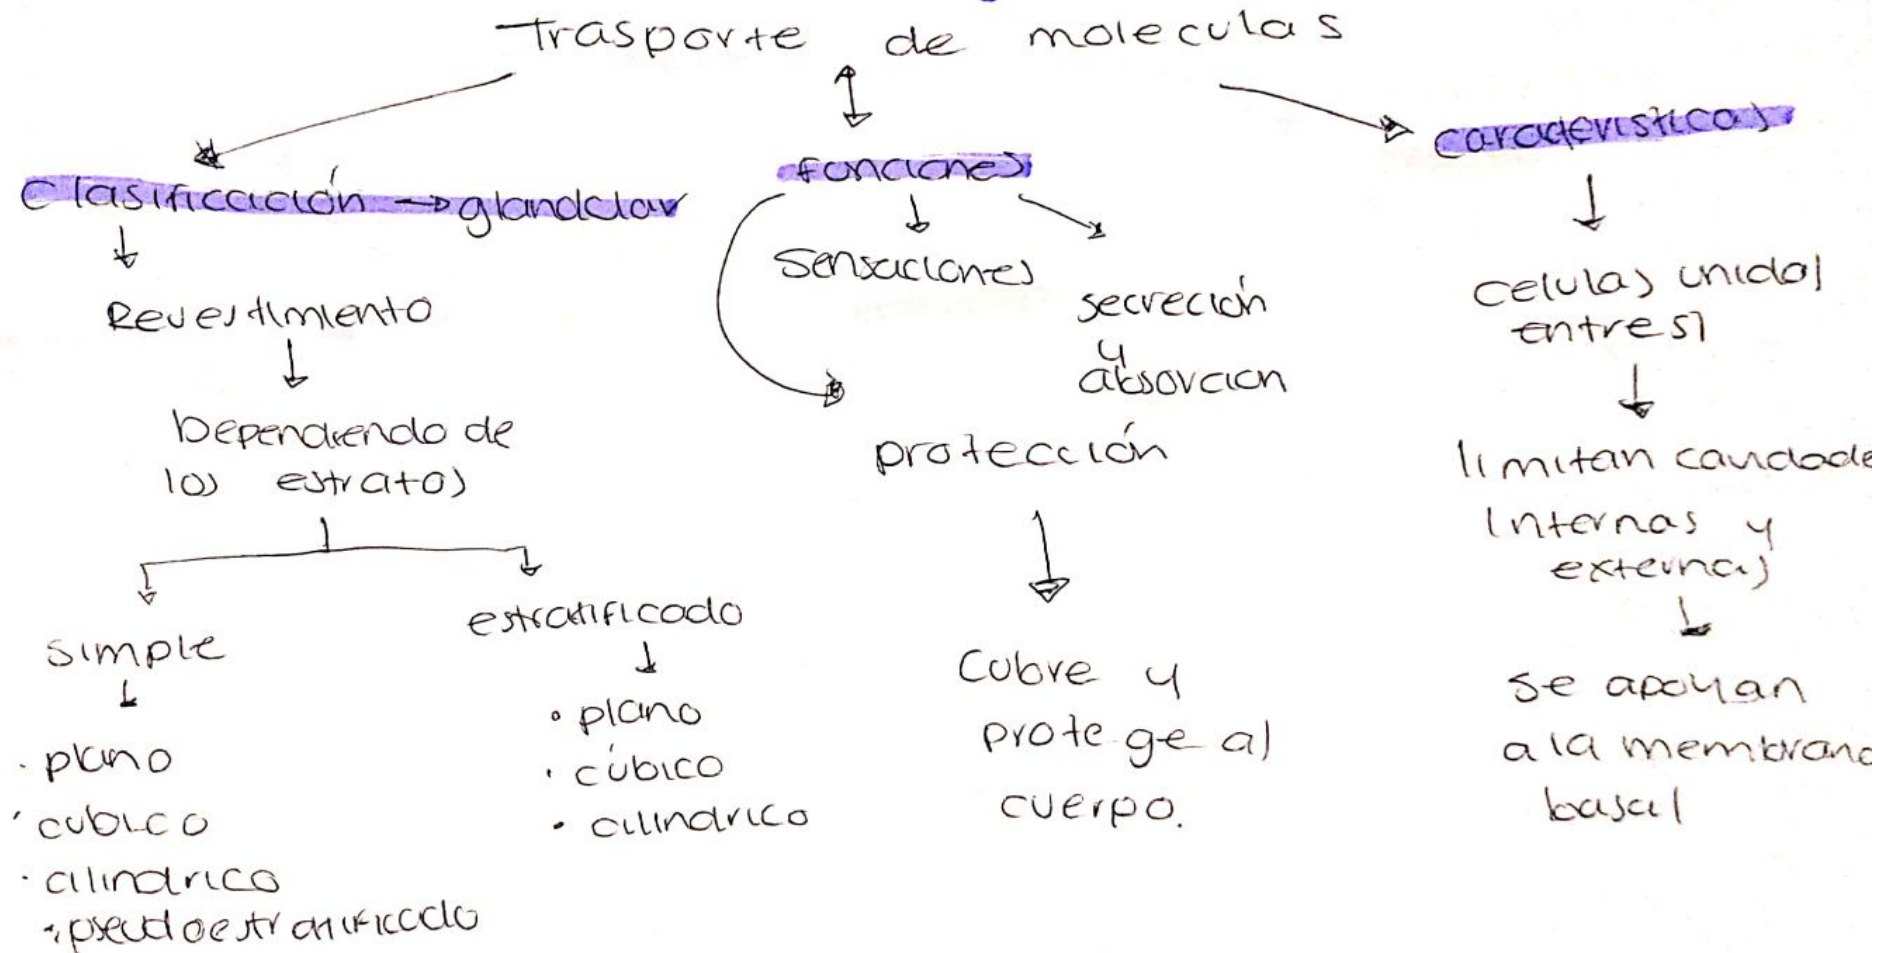 Trasporte de moleculas
Clasificación → glandular
Revestimiento
Dependiendo de
los estratos
simple
• plano
• cubico
• cilindrico
• pseudoestratificado
estratificado
• plano
• cúbico
• cilindrico
funciones
Sensaciones
secreción
y
absorcion
protección
Cubre y
protege al
cuerpo.
caracteristicas
celulas unidas
entre si
limitan
Internas y
externas
se apoyan
a la membrana
basal